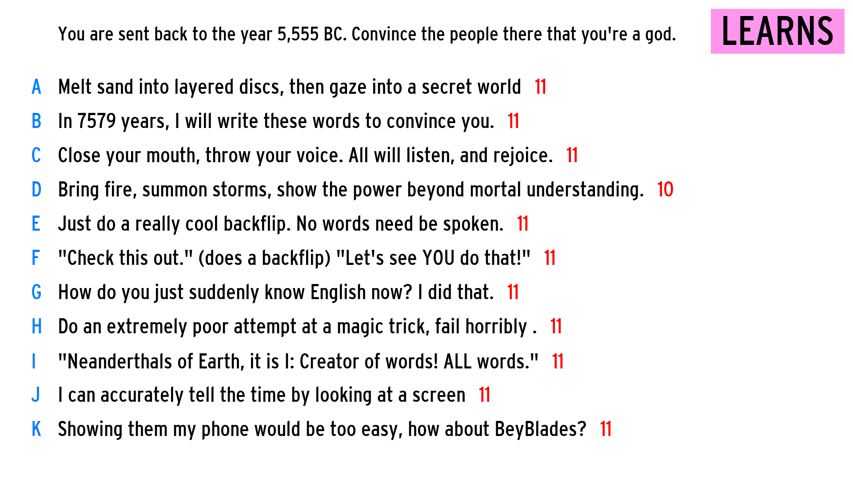 You are sent back to the year 5,555 BC. Convince the people there that you're a god.
LEARNS
A Melt sand into layered discs, then gaze into a secret world 11
B In 7579 years, I will write these words to convince you. 11
C Close your mouth, throw your voice. All will listen, and rejoice. 11
D Bring fire, summon storms, show the power beyond mortal understanding. 10
E Just do a really cool backflip. No words need be spoken. 11
F "Check this out." (does a backflip) "Let's see YOU do that!" 11
G How do you just suddenly know English now? I did that. 11
H Do an extremely poor attempt at a magic trick, fail horribly . 11
I "Neanderthals of Earth, it is I: Creator of words! ALL words." 11
J I can accurately tell the time by looking at a screen 11
K Showing them my phone would be too easy, how about BeyBlades? 11